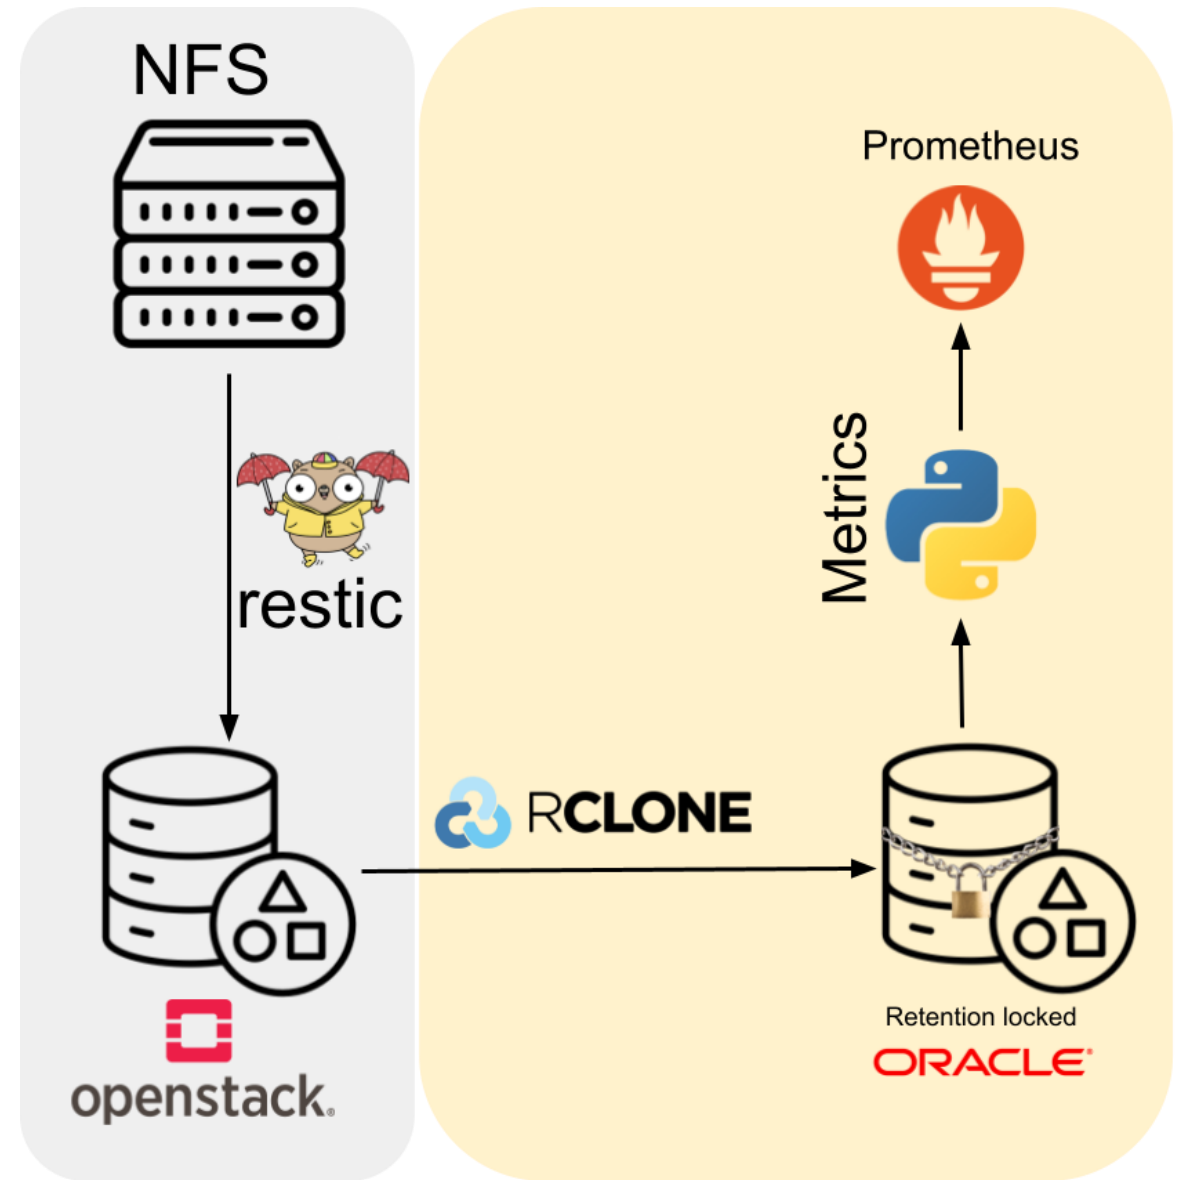 NFS
restic
openstack®
RCLONE
Prometheus
Metrics
Retention locked
ORACLE®